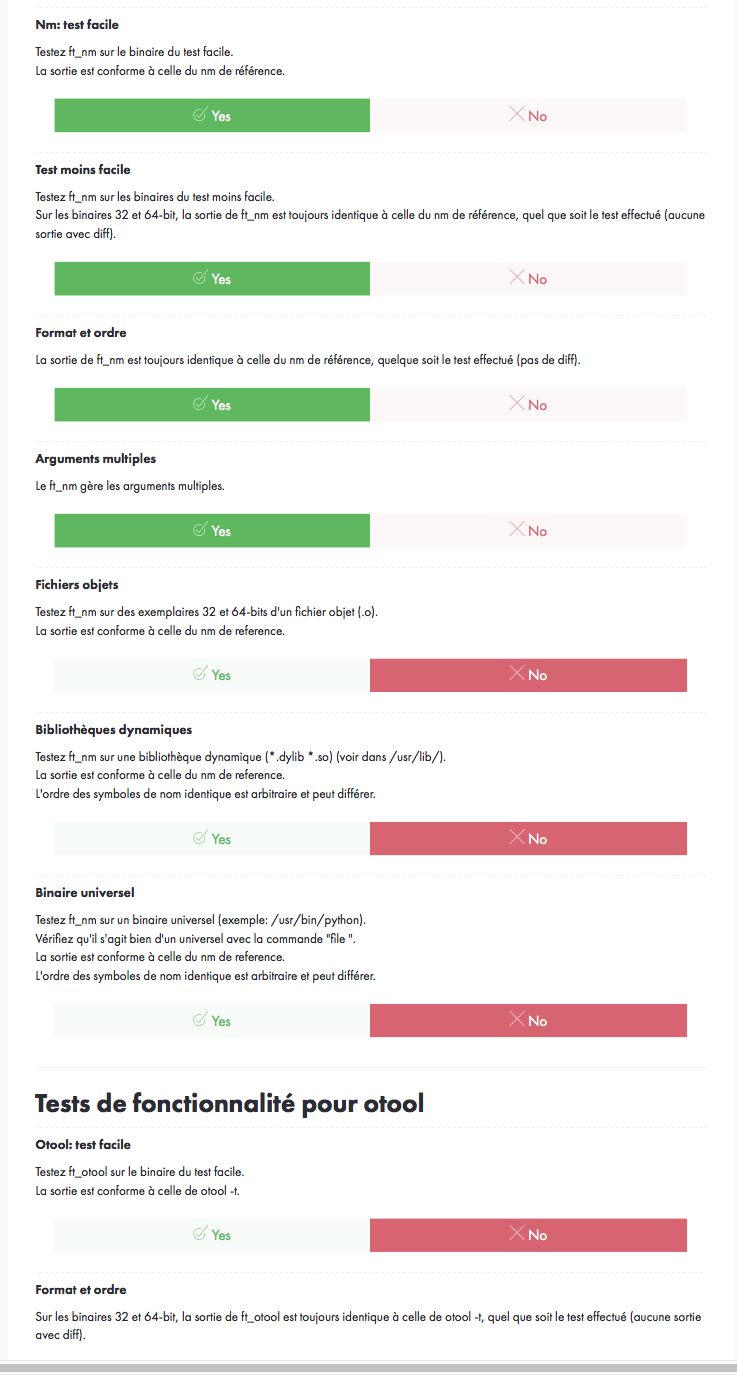 Nm: test facile
Testez ft_nm sur le binaire du test facile.
La sortie est conforme à celle du nm de référence.
Yes
No
Test moins facile
Testez ft_nm sur les binaires du test moins facile.
Sur les binaires 32 et 64-bit, la sortie de ft_nm est toujours identique à celle du nm de référence, quel que soit le test effectué (aucune
sortie avec diff).
Yes
No
Format et ordre
La sortie de ft_nm est toujours identique à celle du nm de référence, quelque soit le test effectué (pas de diff).
Yes
No
Arguments multiples
Le ft_nm gère les arguments multiples.
Yes
No
Fichiers objets
Testez ft_nm sur des exemplaires 32 et 64-bits d'un fichier objet (.o).
La sortie est conforme à celle du nm de reference.
Yes
No
Bibliothèques dynamiques
Testez ft_nm sur une bibliothèque dynamique (*.dylib *.so) (voir dans /usr/lib/).
La sortie est conforme à celle du nm de reference.
L'ordre des symboles de nom identique est arbitraire et peut différer.
Yes
No
Binaire universel
Testez ft_nm sur un binaire universel (exemple: /usr/bin/python).
Vérifiez qu'il s'agit bien d'un universel avec la commande "file ".
La sortie est conforme à celle du nm de reference.
L'ordre des symboles de nom identique est arbitraire et peut différer.
Yes
No
Tests de fonctionnalité pour otool
Otool: test facile
Testez ft_otool sur le binaire du test facile.
La sortie est conforme à celle de otool -t.
Yes
No
Format et ordre
Sur les binaires 32 et 64-bit, la sortie de ft_otool est toujours identique à celle de otool -t, quel que soit le test effectué (aucune sortie
avec diff).